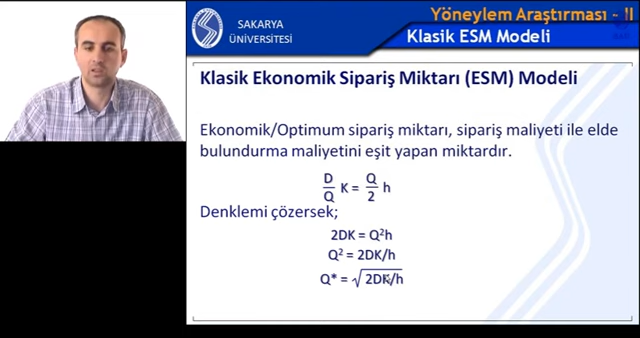 SAKARYA
ÜNİVERSİTESİ
Yöneylem Araştırması - II
Klasik ESM Modeli
Klasik Ekonomik Sipariş Miktarı (ESM) Modeli
Ekonomik/Optimum sipariş miktarı, sipariş maliyeti ile elde
bulundurma maliyetini eşit yapan miktardır.
D/Q K = Q/2 h
Denklemi çözersek;
2DK = Q²h
Q² = 2DK/h
Q* = √2DK/h